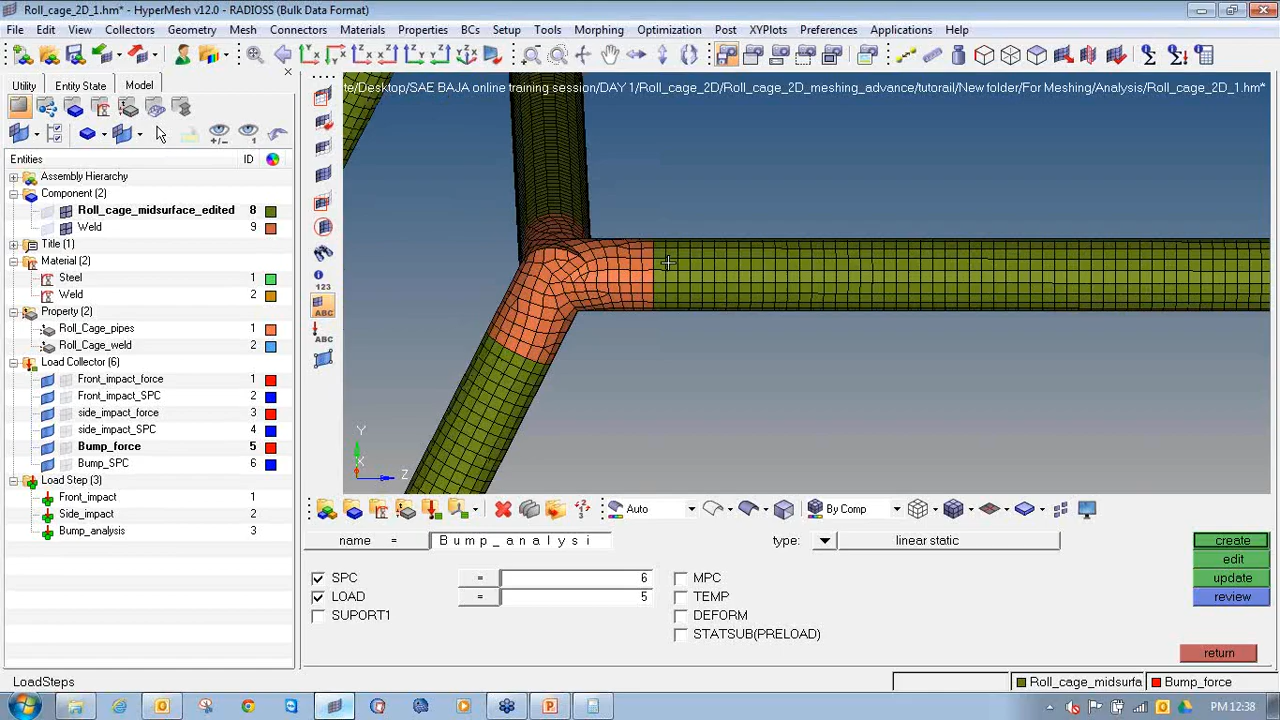 Roll_cage_2D_1.hm* - HyperMesh v12.0 - RADIOSS (Bulk Data Format)
File Edit View Collectors Geometry Mesh Connectors Materials Properties BCs Setup Tools Morphing Optimization Post XYPlots Preferences Applications Help
Utility Entity State Model
te/Desktop/SAE BAJA online training session/DAY 1/Roll_cage_2D/Roll_cage_2D_meshing_advance/tutorail/New folder/For Meshing/Analysis/Roll_cage_2D_1.hm*
Entities ID
Assembly Hierarchy
Component (2)
Roll_cage_midsurface_edited 8
Weld 9
Title (1)
Material (2)
Steel 1
Weld 2
Property (2)
Roll_Cage_pipes 1
Roll_Cage_weld 2
Load Collector (6)
Front_impact_force 1
Front_impact_SPC 2
side_impact_force 3
side_impact_SPC 4
Bump_force 5
Bump_SPC 6
Load Step (3)
Front_impact 1
Side_impact 2
Bump_analysis 3
123
ABC
ABC
Y
X
Z
Auto By Comp
name = Bump_analysi type: linear static create
edit
SPC = 6 MPC update
LOAD = 5 TEMP review
SUPORT1 DEFORM
STATSUB(PRELOAD)
return
LoadSteps Roll_cage_midsurfa Bump_force
PM 12:38